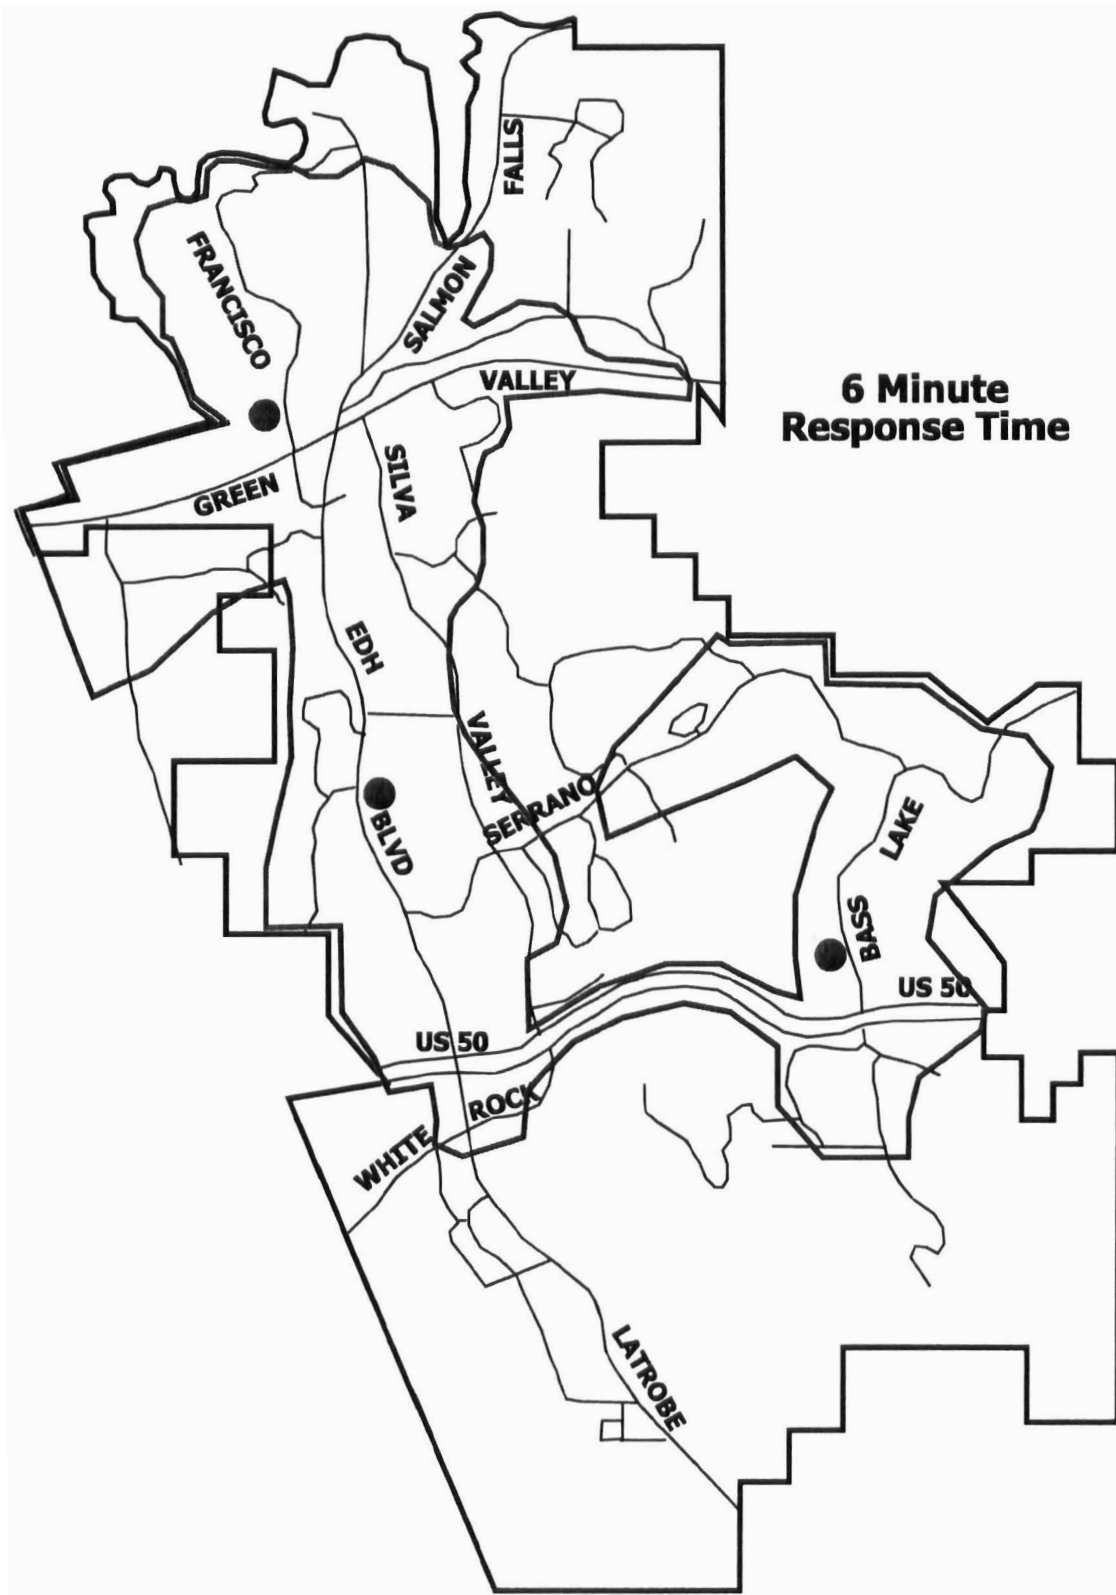 FALLS
FRANCISCO
SALMON
VALLEY
6 Minute
Response Time
SILVA
GREEN
EDH
VALLEY
SERRANO
BLVD
LAKE
BASS
US 50
US 50
ROCK
WHITE
LATROBE